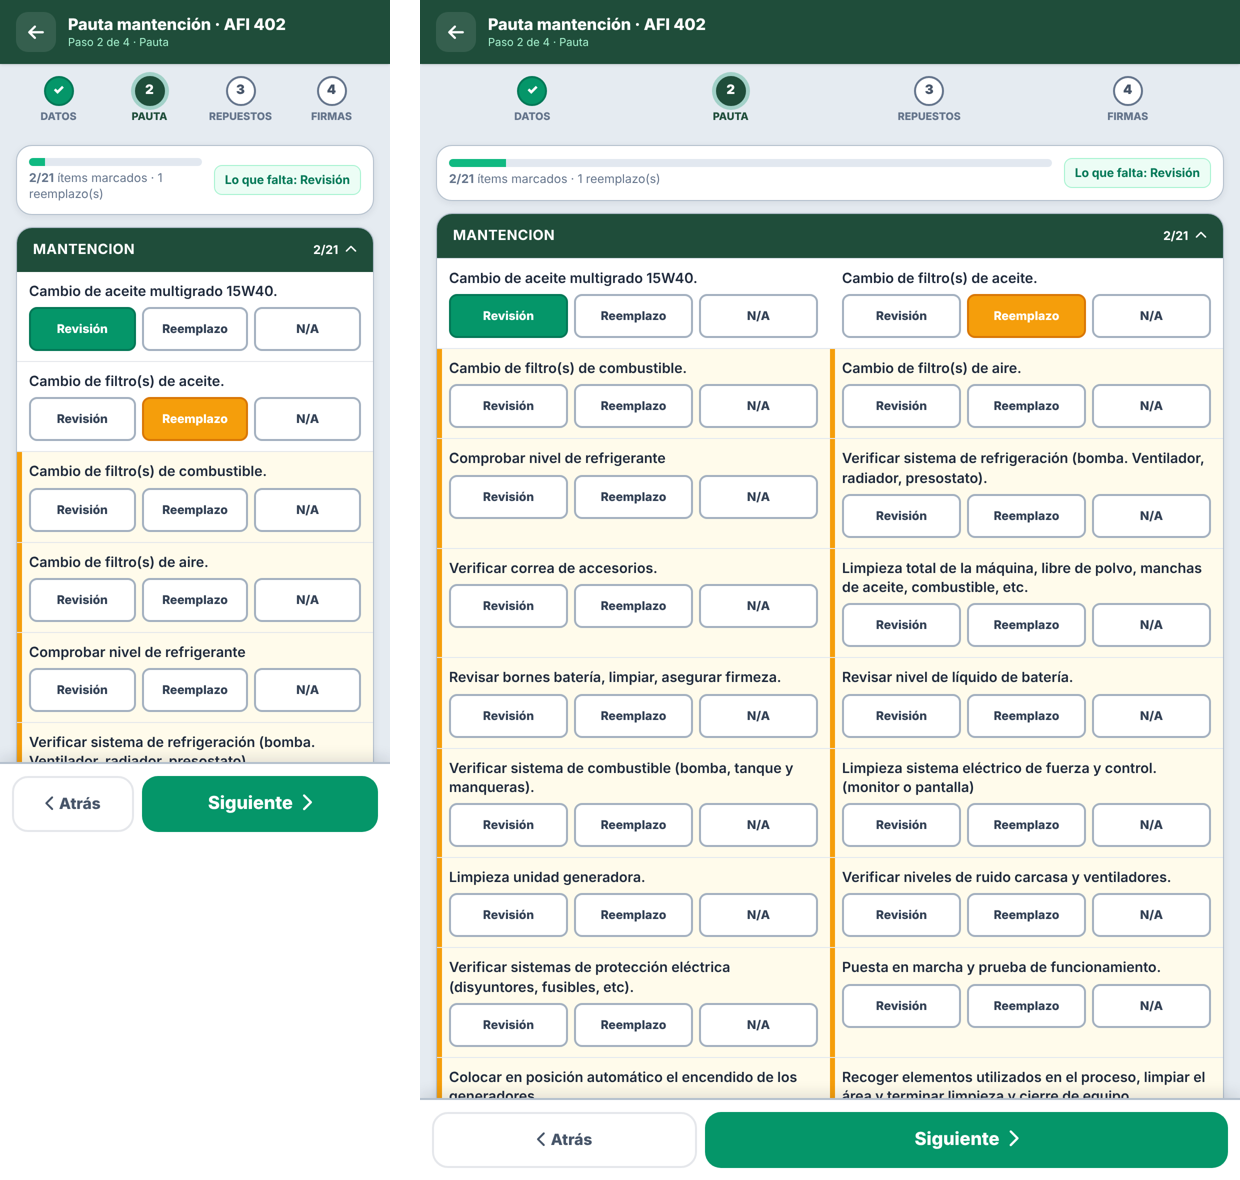 Pauta mantención · AFI 402
Paso 2 de 4 · Pauta
2
3
4
DATOS
PAUTA
REPUESTOS
FIRMAS
2/21 ítems marcados · 1
reemplazo(s)
Lo que falta: Revisión
MANTENCION
2/21
Cambio de aceite multigrado 15W40.
Revisión
Reemplazo
N/A
Cambio de filtro(s) de aceite.
Revisión
Reemplazo
N/A
Cambio de filtro(s) de combustible.
Revisión
Reemplazo
N/A
Cambio de filtro(s) de aire.
Revisión
Reemplazo
N/A
Comprobar nivel de refrigerante
Revisión
Reemplazo
N/A
Verificar sistema de refrigeración (bomba.
Ventilador, radiador, presostato).
Atrás
Siguiente
Pauta mantención · AFI 402
Paso 2 de 4 · Pauta
2
3
4
DATOS
PAUTA
REPUESTOS
FIRMAS
2/21 ítems marcados · 1 reemplazo(s)
Lo que falta: Revisión
MANTENCION
2/21
Cambio de aceite multigrado 15W40.
Revisión
Reemplazo
N/A
Cambio de filtro(s) de aceite.
Revisión
Reemplazo
N/A
Cambio de filtro(s) de combustible.
Revisión
Reemplazo
N/A
Cambio de filtro(s) de aire.
Revisión
Reemplazo
N/A
Comprobar nivel de refrigerante
Revisión
Reemplazo
N/A
Verificar sistema de refrigeración (bomba. Ventilador,
radiador, presostato).
Revisión
Reemplazo
N/A
Verificar correa de accesorios.
Revisión
Reemplazo
N/A
Limpieza total de la máquina, libre de polvo, manchas
de aceite, combustible, etc.
Revisión
Reemplazo
N/A
Revisar bornes batería, limpiar, asegurar firmeza.
Revisión
Reemplazo
N/A
Revisar nivel de líquido de batería.
Revisión
Reemplazo
N/A
Verificar sistema de combustible (bomba, tanque y
manqueras).
Revisión
Reemplazo
N/A
Limpieza sistema eléctrico de fuerza y control.
(monitor o pantalla)
Revisión
Reemplazo
N/A
Limpieza unidad generadora.
Revisión
Reemplazo
N/A
Verificar niveles de ruido carcasa y ventiladores.
Revisión
Reemplazo
N/A
Verificar sistemas de protección eléctrica
(disyuntores, fusibles, etc).
Revisión
Reemplazo
N/A
Puesta en marcha y prueba de funcionamiento.
Revisión
Reemplazo
N/A
Colocar en posición automático el encendido de los
generadores
Recoger elementos utilizados en el proceso, limpiar el
área y terminar limpieza y cierre de equipo
Atrás
Siguiente